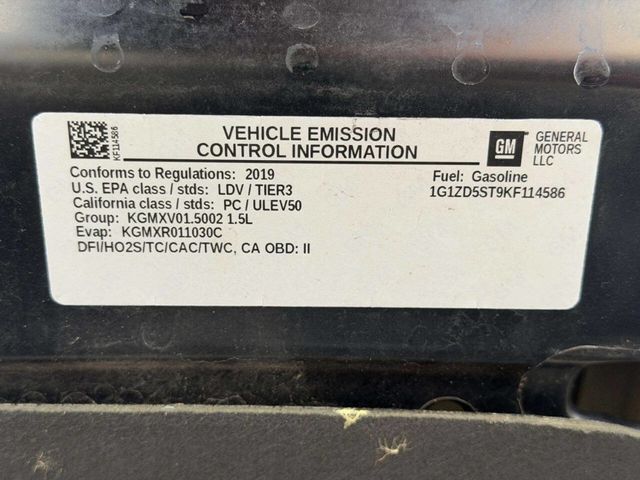 KF114586
VEHICLE EMISSION
CONTROL INFORMATION
GM
GENERAL
MOTORS
LLC
Conforms to Regulations: 2019
Fuel: Gasoline
U.S. EPA class / stds: LDV / TIER3
1G1ZD5ST9KF114586
California class / stds: PC / ULEV50
Group: KGMXV01.5002 1.5L
Evap: KGMXR011030C
DFI/HO2S/TC/CAC/TWC, CA OBD: II